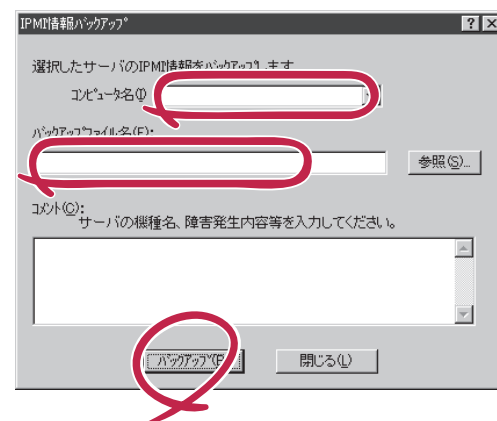 IPMI情報ﾊﾞｯｸｱｯﾌﾟ
選択したサーバのIPMI情報をﾊﾞｯｸｱｯﾌﾟします
ｺﾝﾋﾟｭｰﾀ名(I)
ﾊﾞｯｸｱｯﾌﾟﾌｧｲﾙ名(F):
参照(S)...
ｺﾒﾝﾄ(C):
サーバの機種名、障害発生内容等を入力してください。
ﾊﾞｯｸｱｯﾌﾟ(B)
閉じる(L)